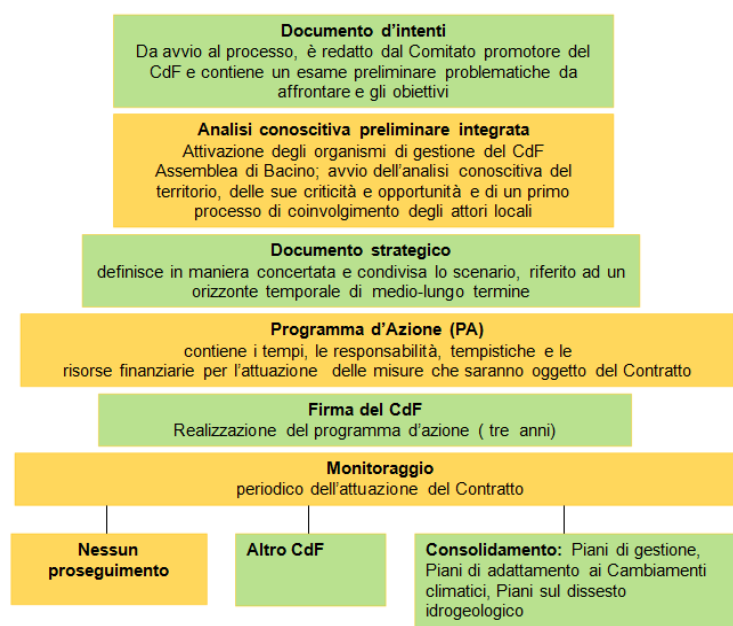 Documento d'intenti
Da avvio al processo, è redatto dal Comitato promotore del
CdF e contiene un esame preliminare problematiche da
affrontare e gli obiettivi
Analisi conoscitiva preliminare integrata
Attivazione degli organismi di gestione del CdF
Assemblea di Bacino; avvio dell'analisi conoscitiva del
territorio, delle sue criticità e opportunità e di un primo
processo di coinvolgimento degli attori locali
Documento strategico
definisce in maniera concertata e condivisa lo scenario, riferito ad un
orizzonte temporale di medio-lungo termine
Programma d'Azione (PA)
contiene i tempi, le responsabilità, tempistiche e le
risorse finanziarie per l'attuazione delle misure che saranno oggetto del Contratto
Firma del CdF
Realizzazione del programma d'azione ( tre anni)
Monitoraggio
periodico dell'attuazione del Contratto
Nessun
proseguimento
Altro CdF
Consolidamento: Piani di gestione,
Piani di adattamento ai Cambiamenti
climatici, Piani sul dissesto
idrogeologico